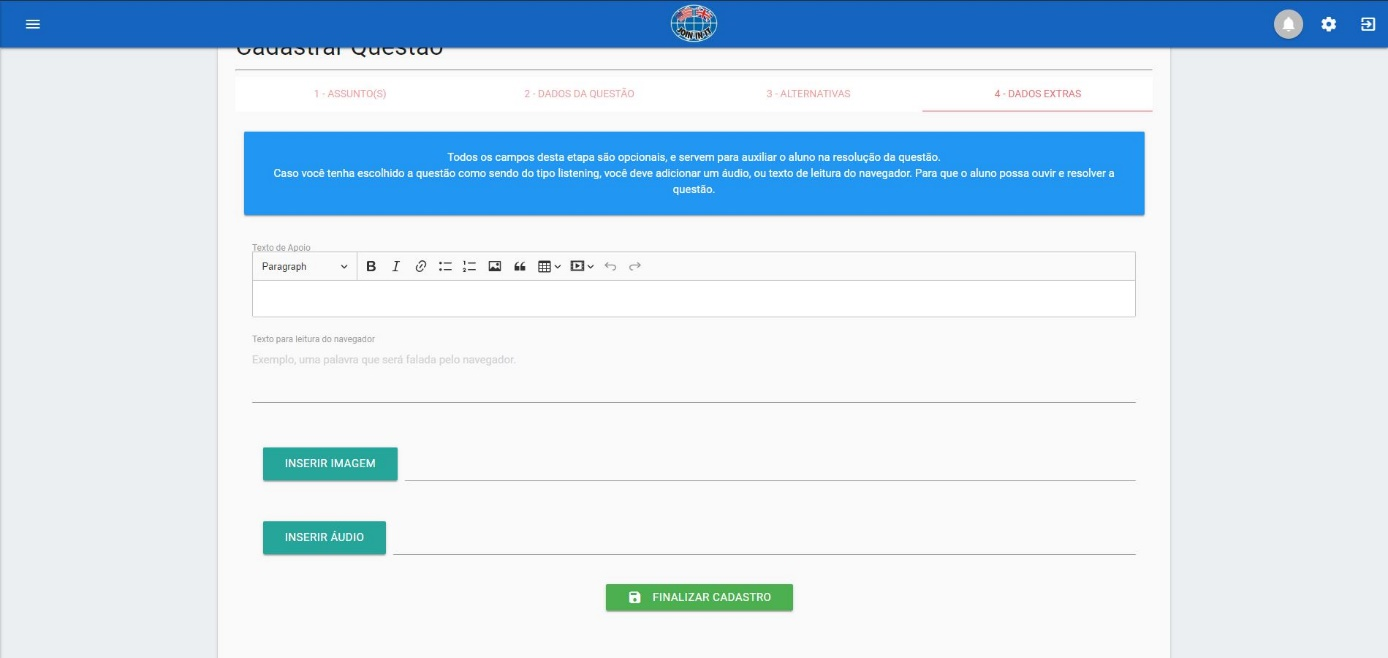 JOIN-IN-IT
Cadastrar Questão
1 - ASSUNTO(S)
2 - DADOS DA QUESTÃO
3 - ALTERNATIVAS
4 - DADOS EXTRAS
Todos os campos desta etapa são opcionais, e servem para auxiliar o aluno na resolução da questão.
Caso você tenha escolhido a questão como sendo do tipo listening, você deve adicionar um áudio, ou texto de leitura do navegador. Para que o aluno possa ouvir e resolver a
questão.
Texto de Apoio
Paragraph
Texto para leitura do navegador
Exemplo, uma palavra que será falada pelo navegador.
INSERIR IMAGEM
INSERIR ÁUDIO
FINALIZAR CADASTRO